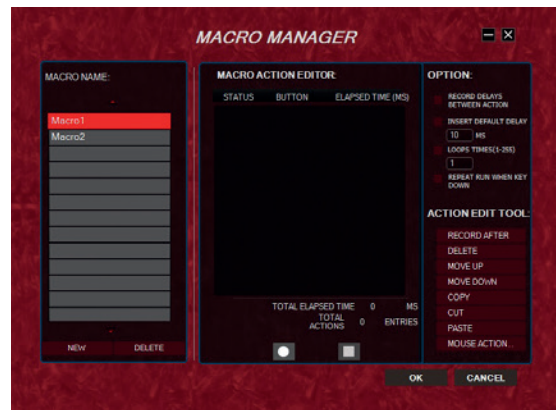 MACRO MANAGER
MACRO NAME:
Macro1
Macro2
NEW
DELETE
MACRO ACTION EDITOR:
STATUS BUTTON ELAPSED TIME (MS)
TOTAL ELAPSED TIME 0 MS
TOTAL
ACTIONS 0 ENTRIES
OPTION:
RECORD DELAYS
BETWEEN ACTION
INSERT DEFAULT DELAY
10 MS
LOOPS TIMES(1-255)
1
REPEAT RUN WHEN KEY
DOWN
ACTION EDIT TOOL:
RECORD AFTER
DELETE
MOVE UP
MOVE DOWN
COPY
CUT
PASTE
MOUSE ACTION...
OK
CANCEL